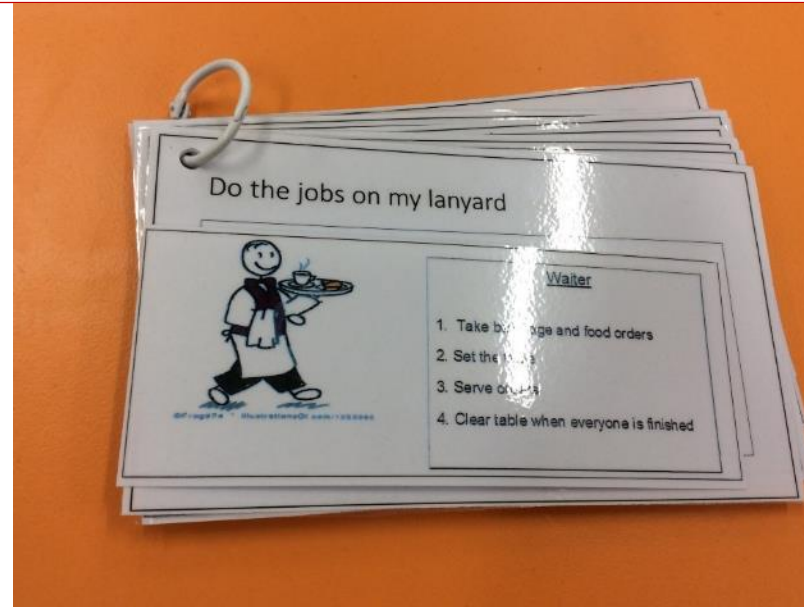 Do the jobs on my lanyard
Waiter
1. Take and food orders
2. Set the
3. Serve
4. Clear table when everyone is finished